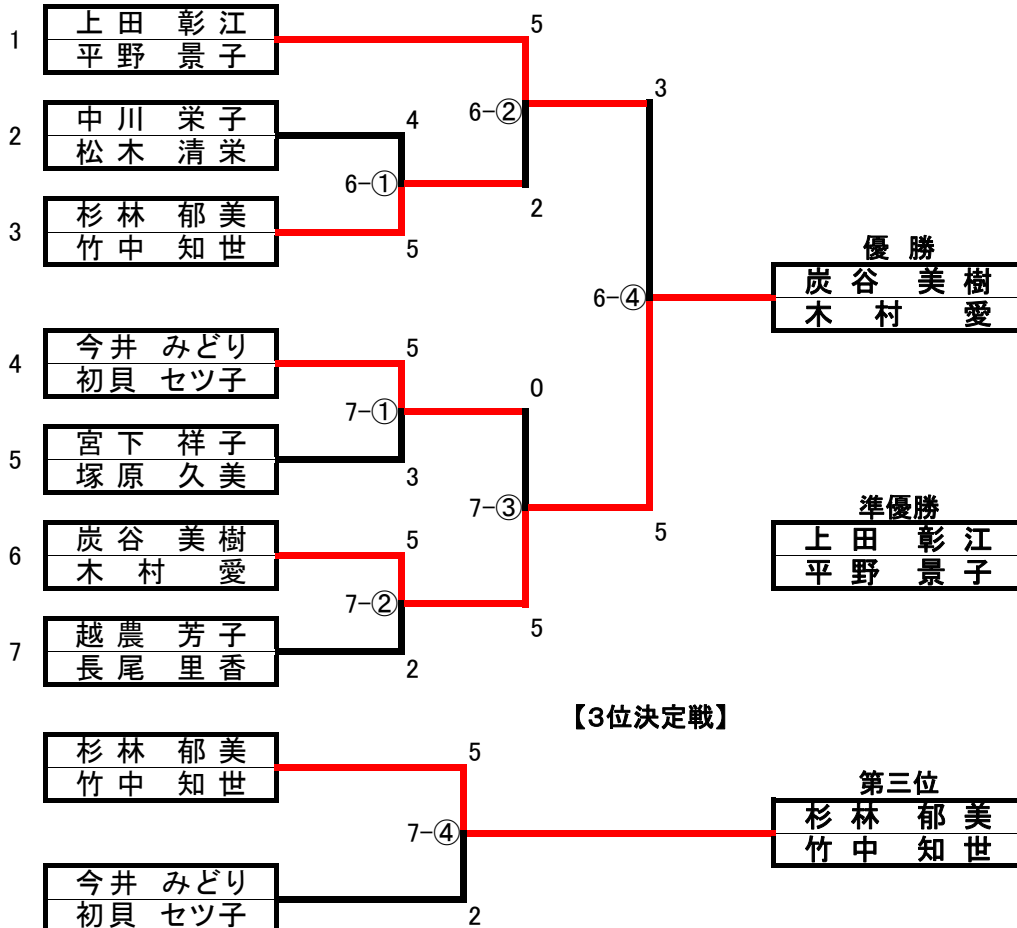 1
上田 彰江
平野 景子
5
3
6-②
2
中川 栄子
松木 清栄
4
6-①
2
3
杉林 郁美
竹中 知世
5
優勝
炭谷 美樹
木村 愛
6-④
4
今井 みどり
初貝 セツ子
5
0
7-①
5
宮下 祥子
塚原 久美
3
7-③
5
準優勝
上田 彰江
平野 景子
6
炭谷 美樹
木村 愛
5
7-②
5
7
越農 芳子
長尾 里香
2
【3位決定戦】
杉林 郁美
竹中 知世
5
第三位
杉林 郁美
竹中 知世
7-④
今井 みどり
初貝 セツ子
2